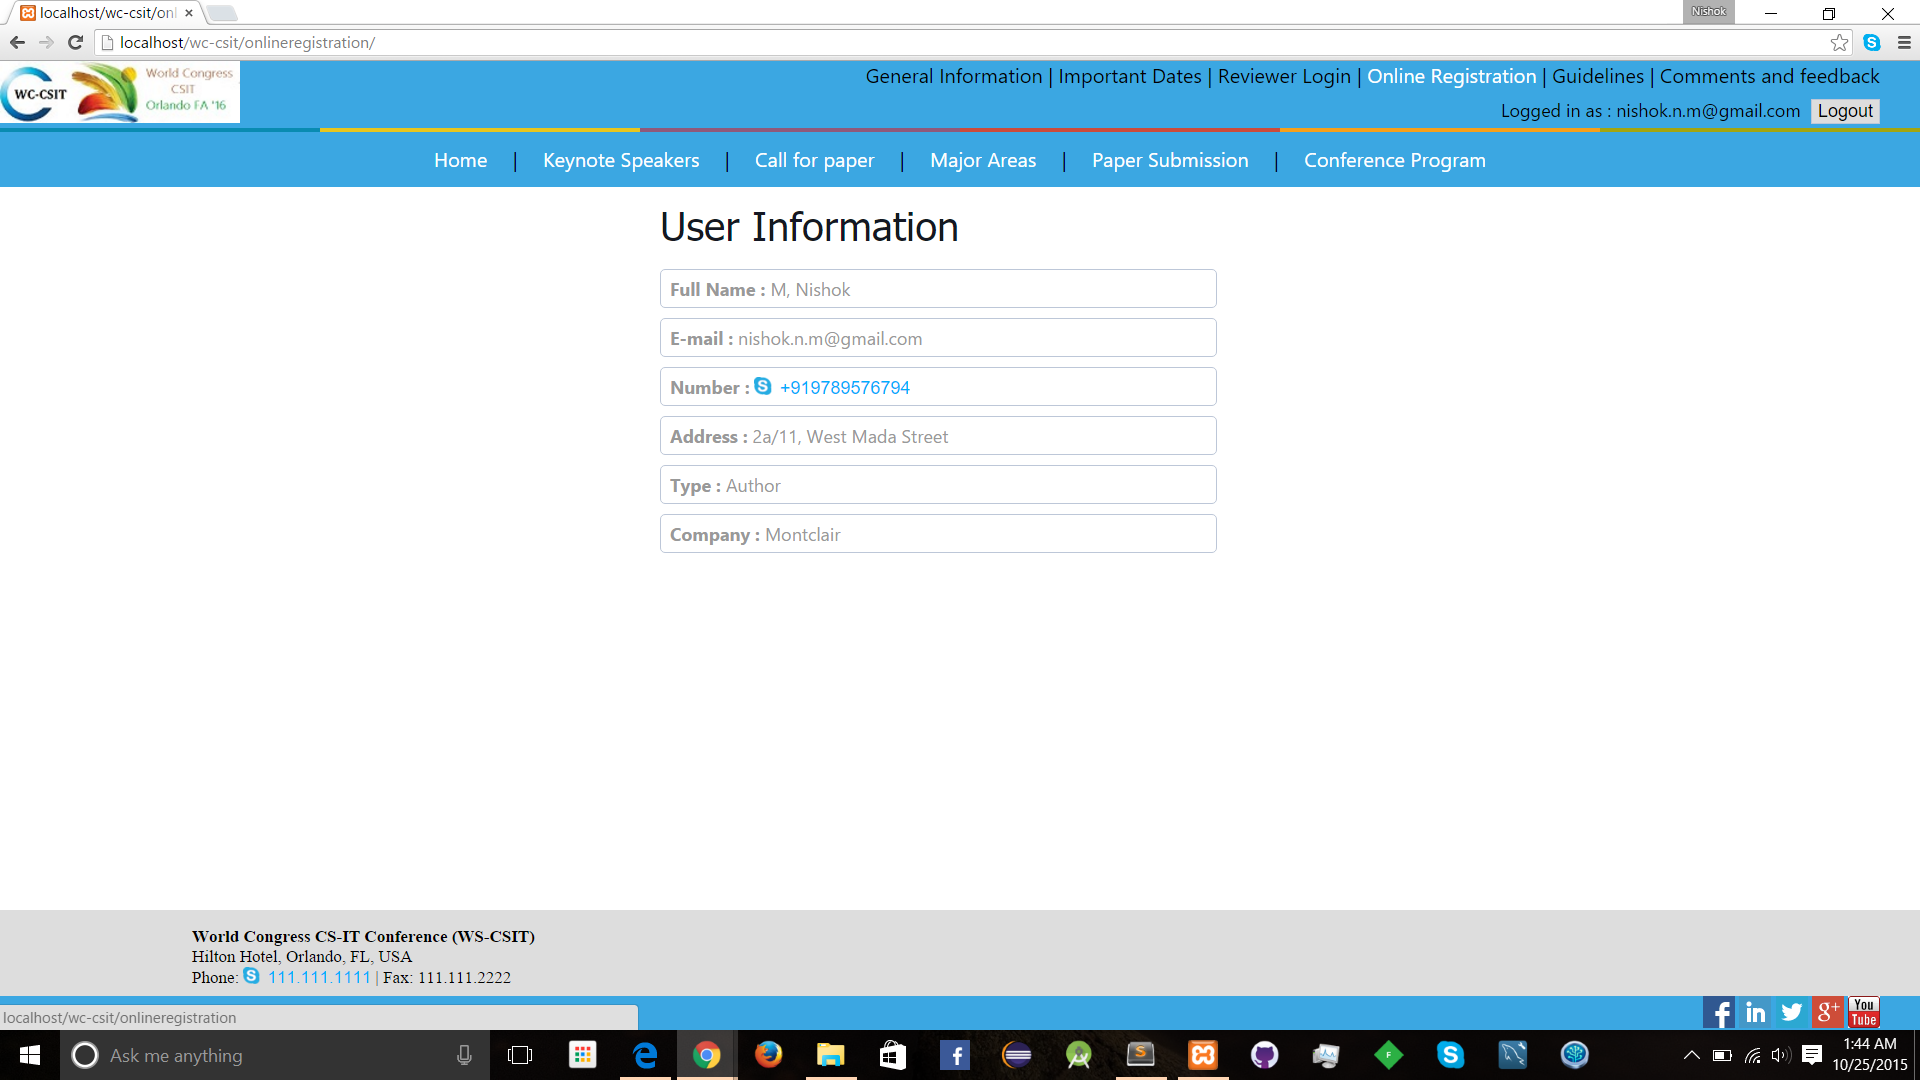 localhost/wc-csit/onl
Nishok
localhost/wc-csit/onlineregistration/
WC-CSIT
World Congress
CSIT
Orlando FA '16
General Information | Important Dates | Reviewer Login | Online Registration | Guidelines | Comments and feedback
Logged in as : nishok.n.m@gmail.com Logout
Home | Keynote Speakers | Call for paper | Major Areas | Paper Submission | Conference Program
User Information
Full Name : M, Nishok
E-mail : nishok.n.m@gmail.com
Number : +919789576794
Address : 2a/11, West Mada Street
Type : Author
Company : Montclair
World Congress CS-IT Conference (WS-CSIT)
Hilton Hotel, Orlando, FL, USA
Phone: 111.111.1111 | Fax: 111.111.2222
localhost/wc-csit/onlineregistration
You
Tube
Ask me anything
1:44 AM
10/25/2015